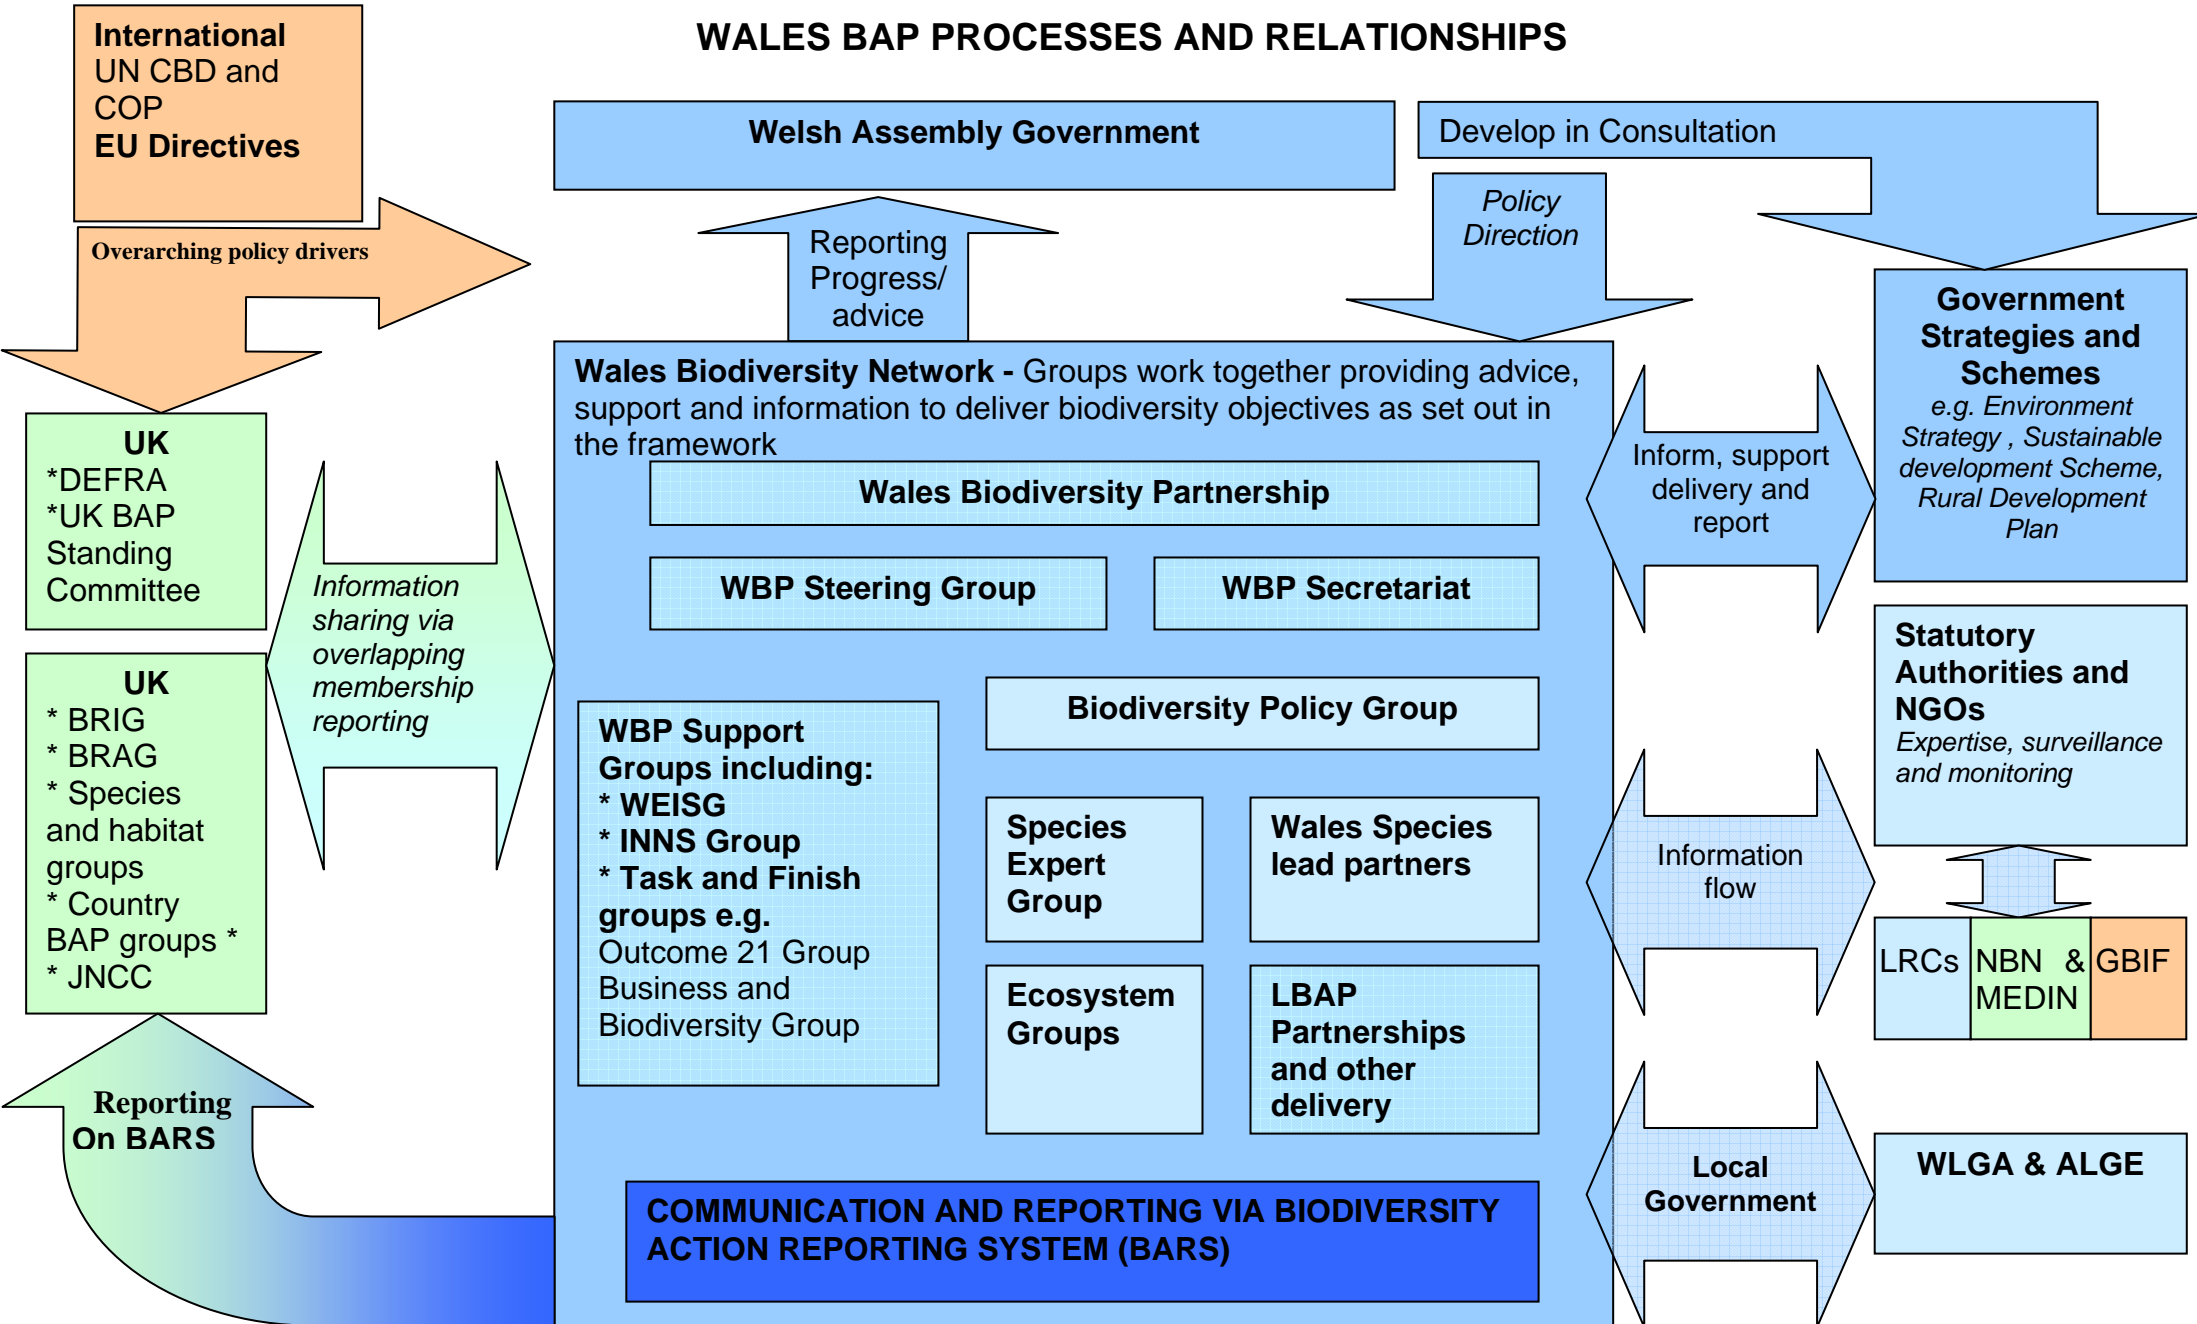 WALES BAP PROCESSES AND RELATIONSHIPS
International
UN CBD and
COP
EU Directives
Overarching policy drivers
Welsh Assembly Government
Develop in Consultation
Reporting
Progress/
advice
Policy
Direction
Government
Strategies and
Schemes
e.g. Environment
Strategy , Sustainable
development Scheme,
Rural Development
Plan
UK
*DEFRA
*UK BAP
Standing
Committee
UK
* BRIG
* BRAG
* Species
and habitat
groups
* Country
BAP groups *
* JNCC
Information
sharing via
overlapping
membership
reporting
Reporting
On BARS
Wales Biodiversity Network - Groups work together providing advice,
support and information to deliver biodiversity objectives as set out in
the framework
Wales Biodiversity Partnership
WBP Steering Group
WBP Secretariat
Biodiversity Policy Group
WBP Support
Groups including:
* WEISG
* INNS Group
* Task and Finish
groups e.g.
Outcome 21 Group
Business and
Biodiversity Group
Species
Expert
Group
Wales Species
lead partners
Ecosystem
Groups
LBAP
Partnerships
and other
delivery
COMMUNICATION AND REPORTING VIA BIODIVERSITY
ACTION REPORTING SYSTEM (BARS)
Inform, support
delivery and
report
Statutory
Authorities and
NGOs
Expertise, surveillance
and monitoring
Information
flow
LRCs
NBN &
MEDIN
GBIF
Local
Government
WLGA & ALGE